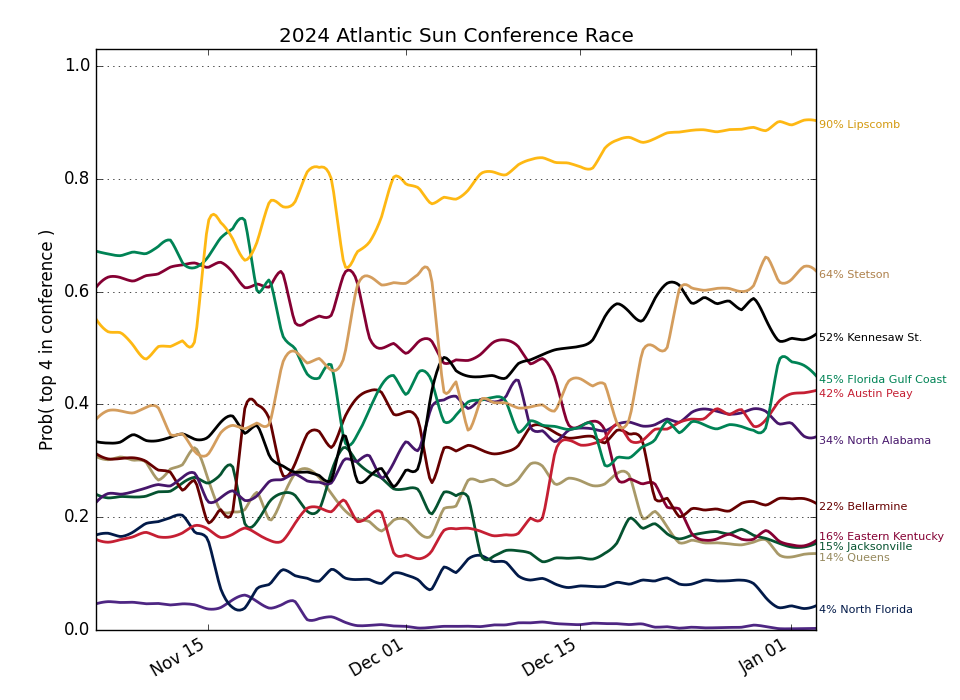 2024 Atlantic Sun Conference Race
Prob( top 4 in conference )
1.0
0.8
0.6
0.4
0.2
0.0
Nov 15
Dec 01
Dec 15
Jan 01
90% Lipscomb
64% Stetson
52% Kennesaw St.
45% Florida Gulf Coast
42% Austin Peay
34% North Alabama
22% Bellarmine
16% Eastern Kentucky
15% Jacksonville
14% Queens
4% North Florida